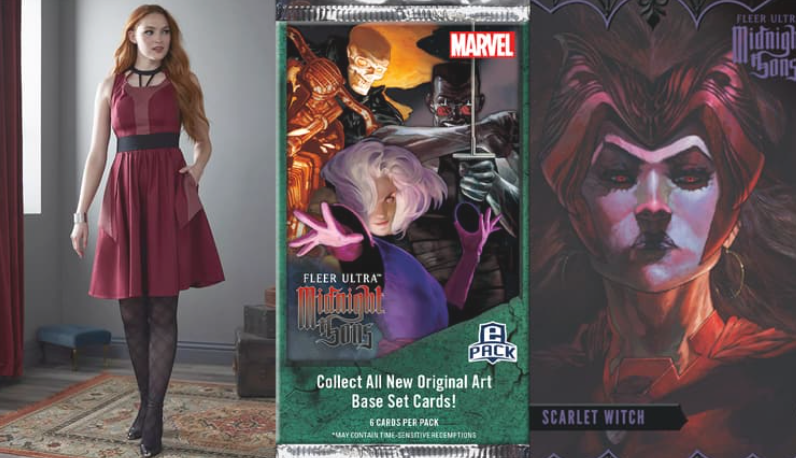 MARVEL
FLEER ULTRA™
Midnight
Sons
e
PACK
Collect All New Original Art
Base Set Cards!
6 CARDS PER PACK
*MAY CONTAIN TIME-SENSITIVE REDEMPTIONS
FLEER ULTRA
Midnight
Sons
SCARLET WITCH